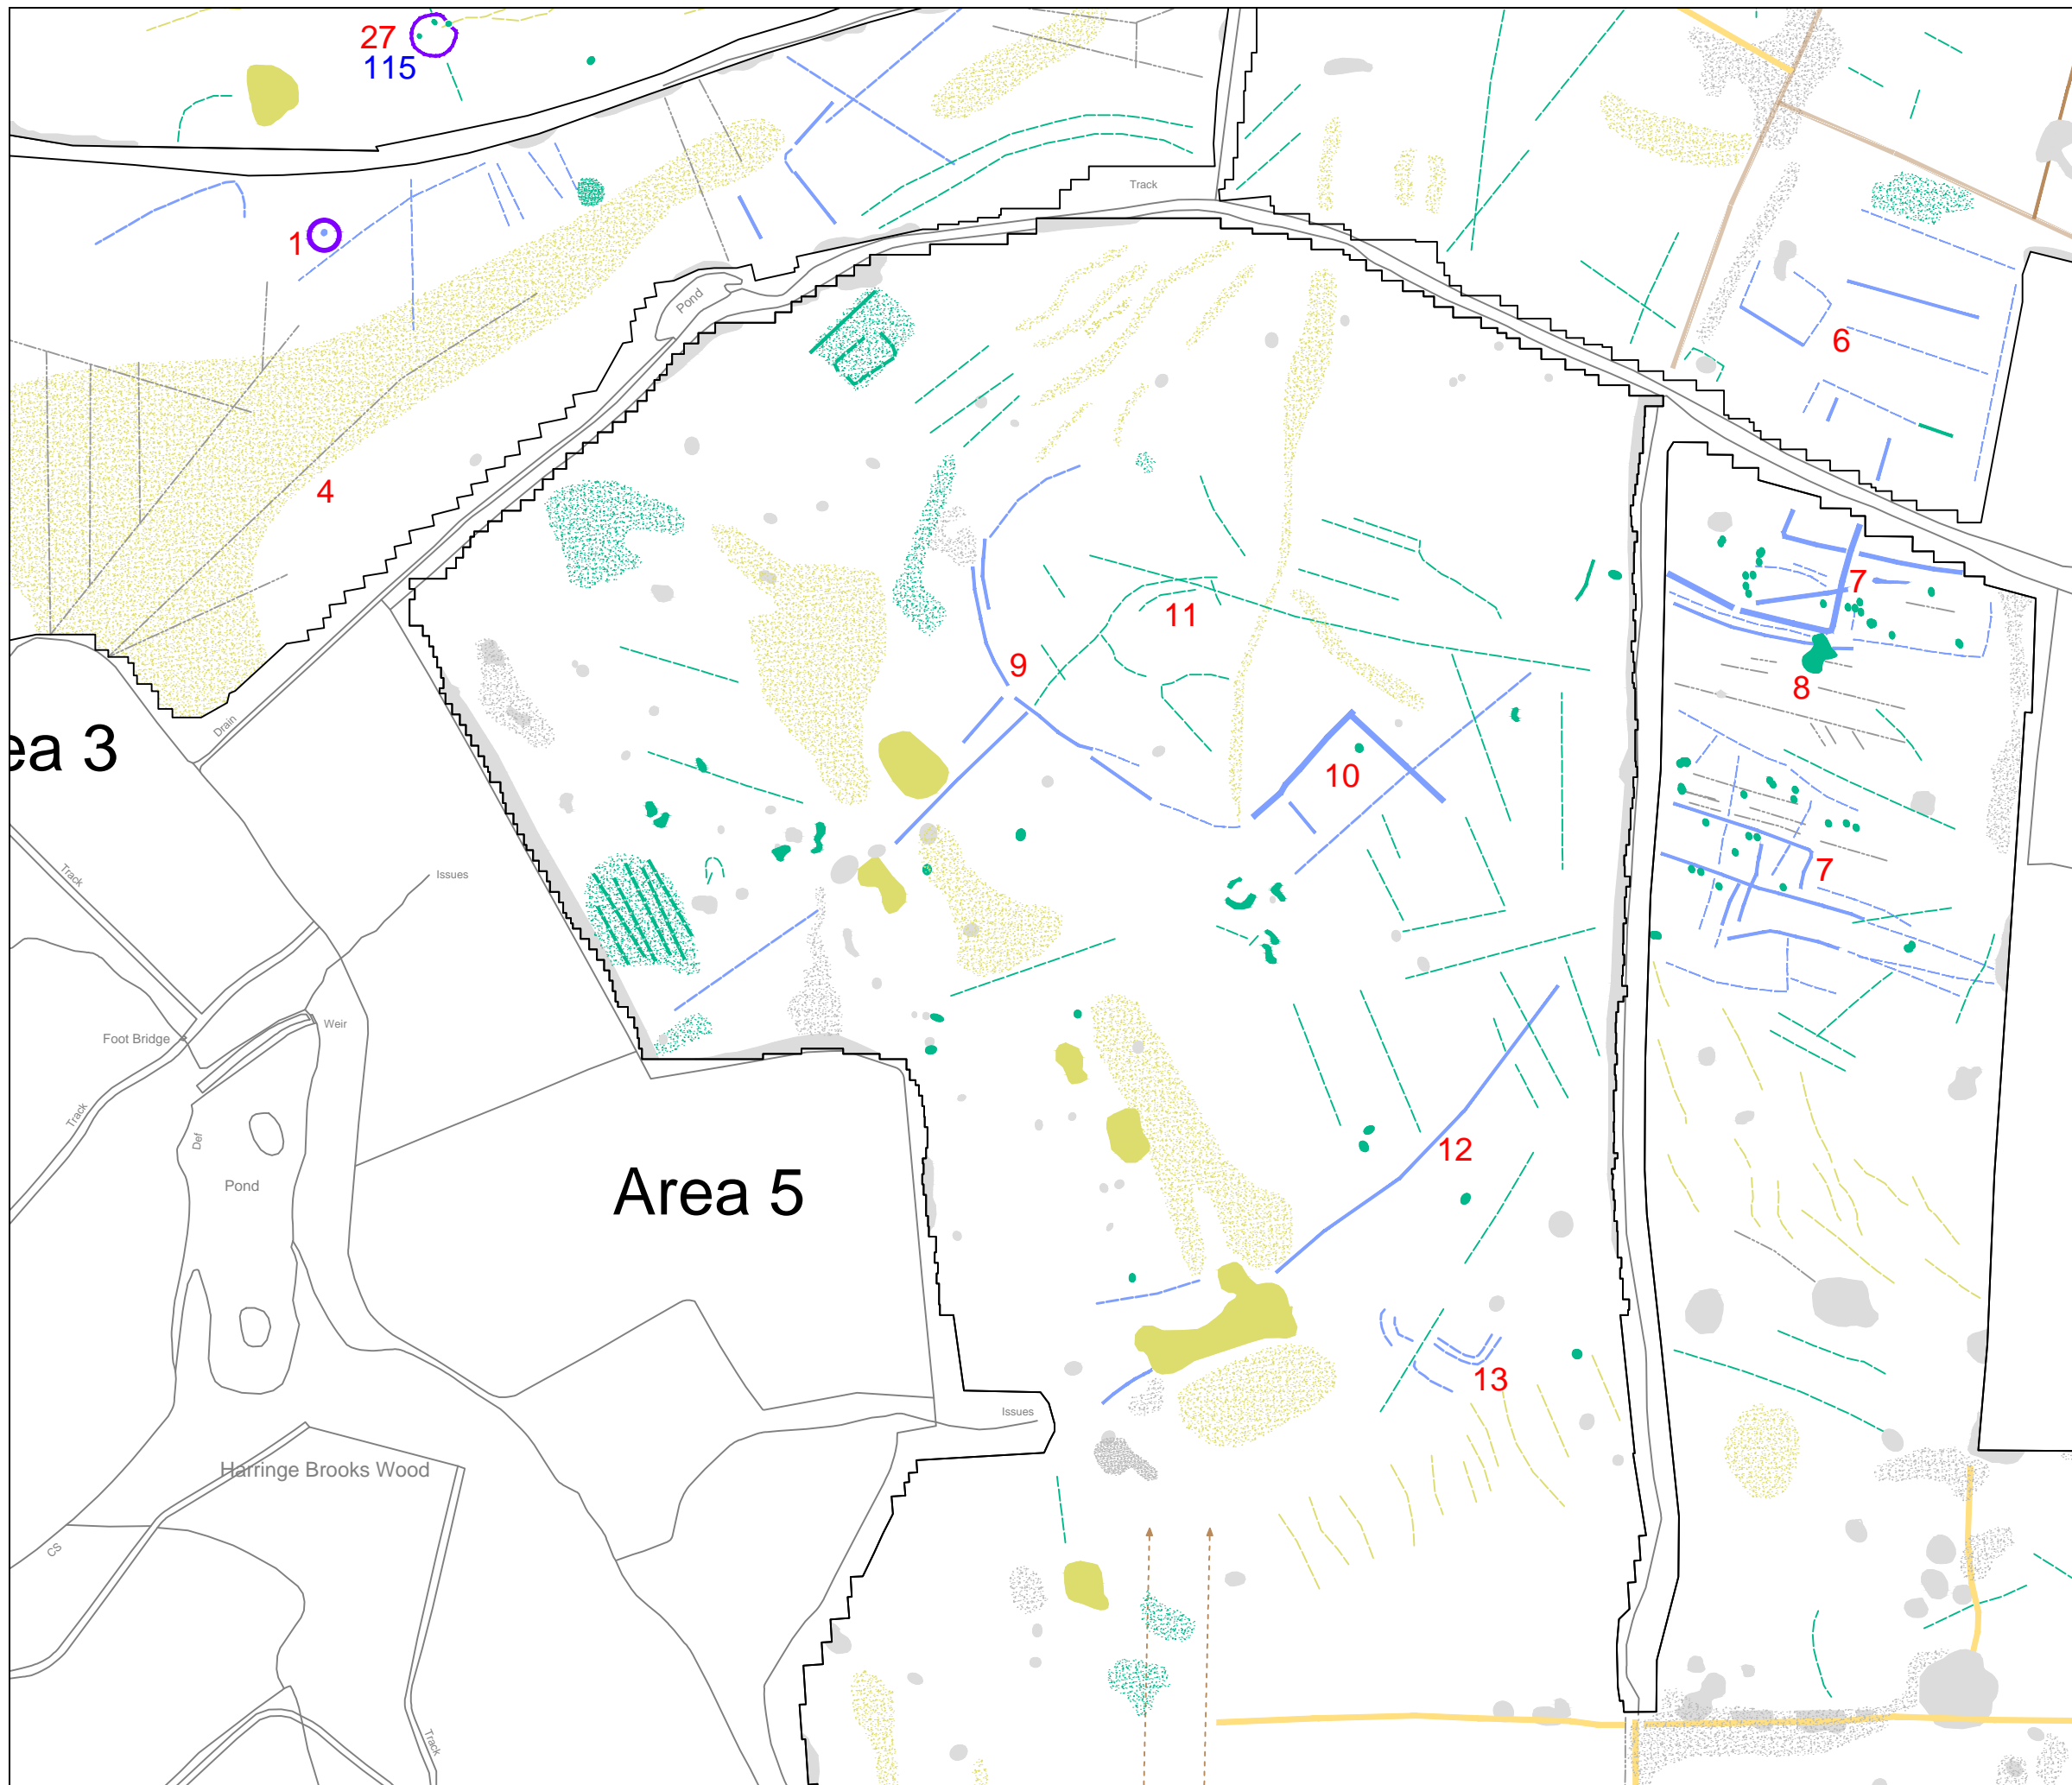 27
115
Track
1
Pond
6
4
7
11
9
8
Drain
ea 3
10
7
Track
Issues
Weir
Foot Bridge
Track
Def
12
Pond
Area 5
13
Issues
Harringe Brooks Wood
CS
Track